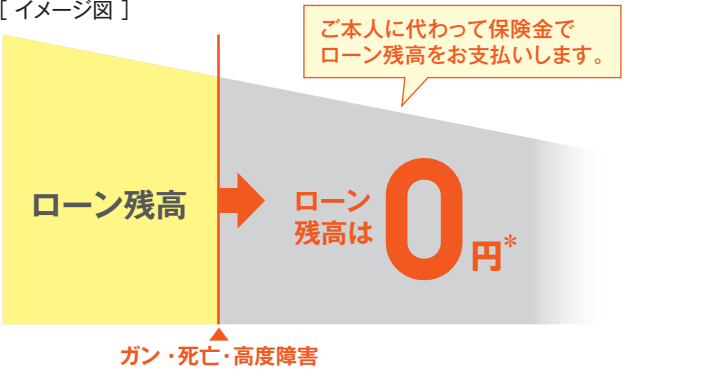 [ イメージ図 ]
ご本人に代わって保険金で
ローン残高をお支払いします。
ローン残高
ローン
残高は
0円*
ガン・死亡・高度障害